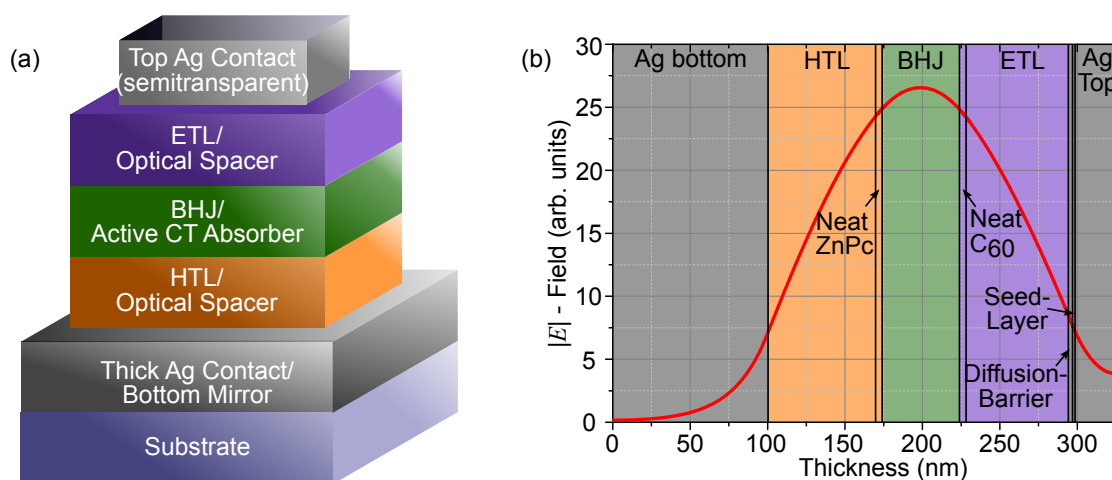 (a)
Top Ag Contact
(semitransparent)
ETL/
Optical Spacer
BHJ/
Active CT Absorber
HTL/
Optical Spacer
Thick Ag Contact/
Bottom Mirror
Substrate
(b)
|E| - Field (arb. units)
30
25
20
15
10
5
0
Ag bottom
HTL
BHJ
ETL
Ag
Top
Neat
ZnPc
Neat
C60
Seed-
Layer
Diffusion-
Barrier
0 50 100 150 200 250 300
Thickness (nm)